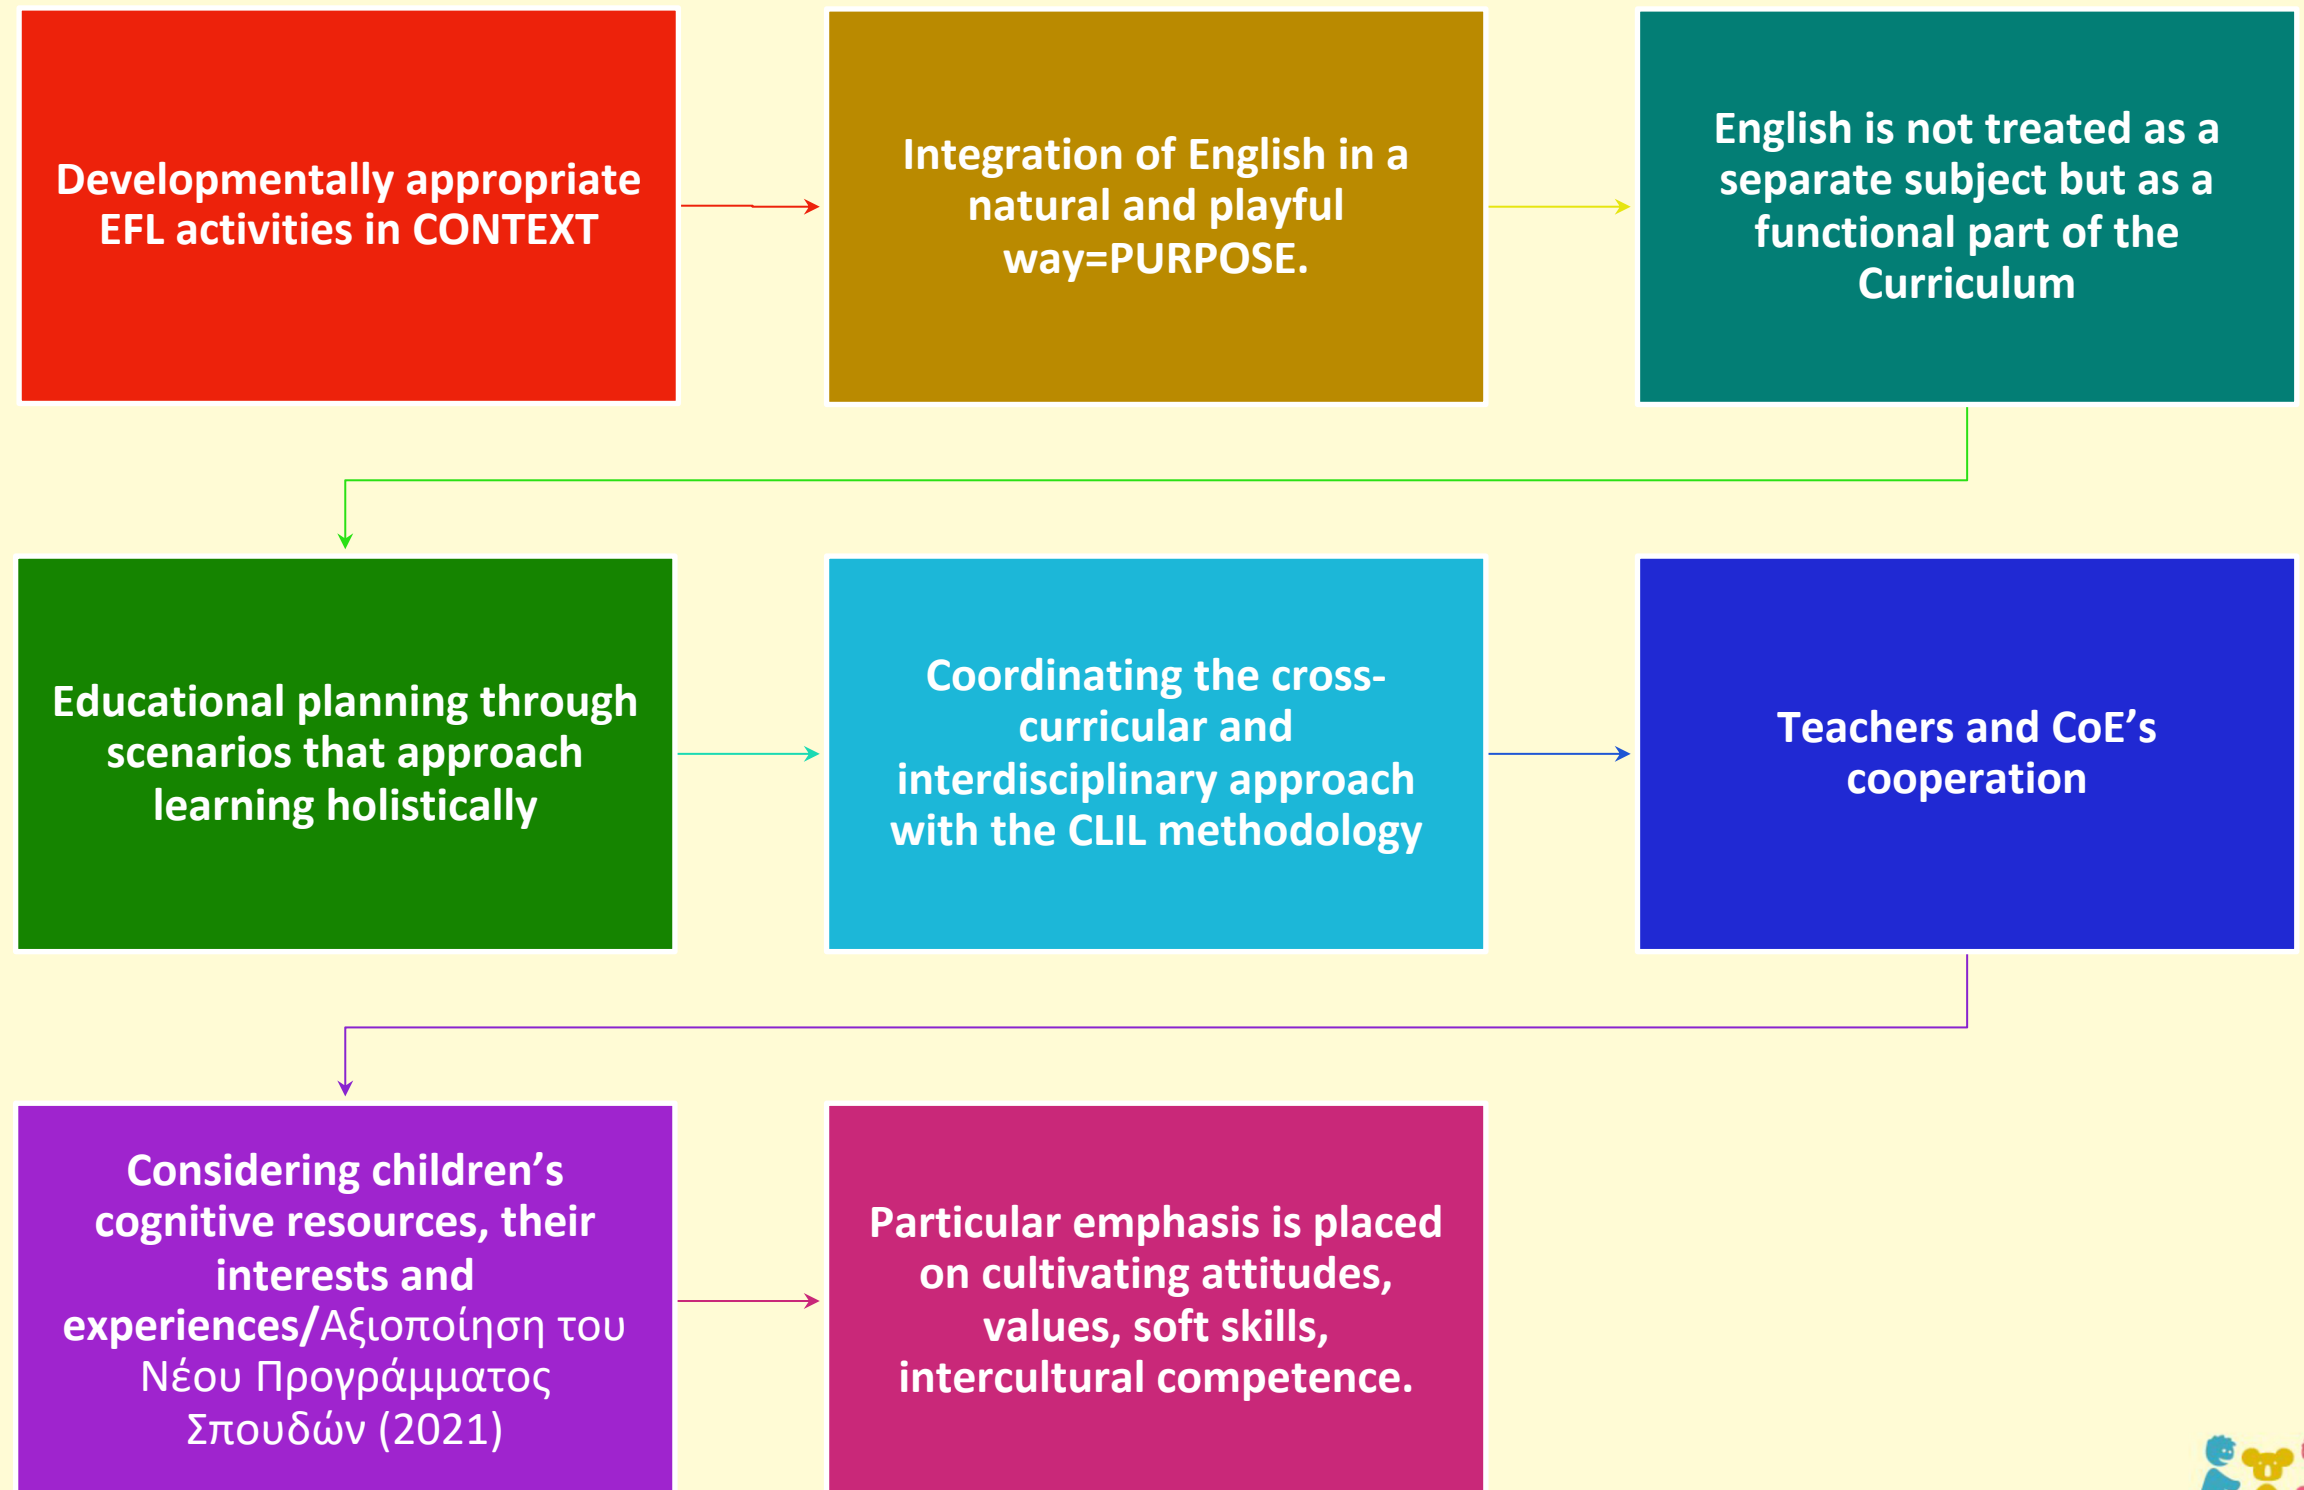 Developmentally appropriate
EFL activities in CONTEXT
Integration of English in a
natural and playful
way=PURPOSE.
English is not treated as a
separate subject but as a
functional part of the
Curriculum
Educational planning through
scenarios that approach
learning holistically
Coordinating the cross-
curricular and
interdisciplinary approach
with the CLIL methodology
Teachers and CoE’s
cooperation
Considering children’s
cognitive resources, their
interests and
experiences/Αξιοποίηση του
Νέου Προγράμματος
Σπουδών (2021)
Particular emphasis is placed
on cultivating attitudes,
values, soft skills,
intercultural competence.